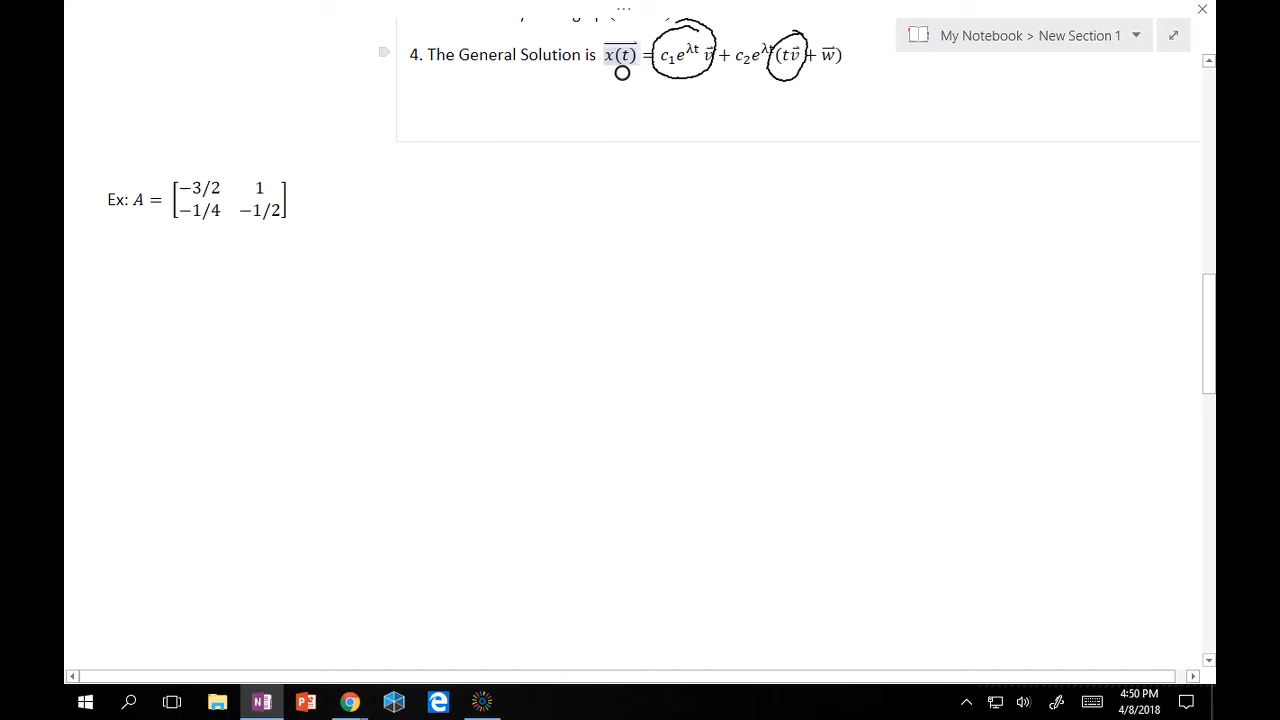 My Notebook > New Section 1
4. The General Solution is x⃗(t) = c₁e^λt v⃗ + c₂e^λt(tv⃗ + w⃗)
Ex: A = [−3/2 1
−1/4 −1/2]
4:50 PM
4/8/2018